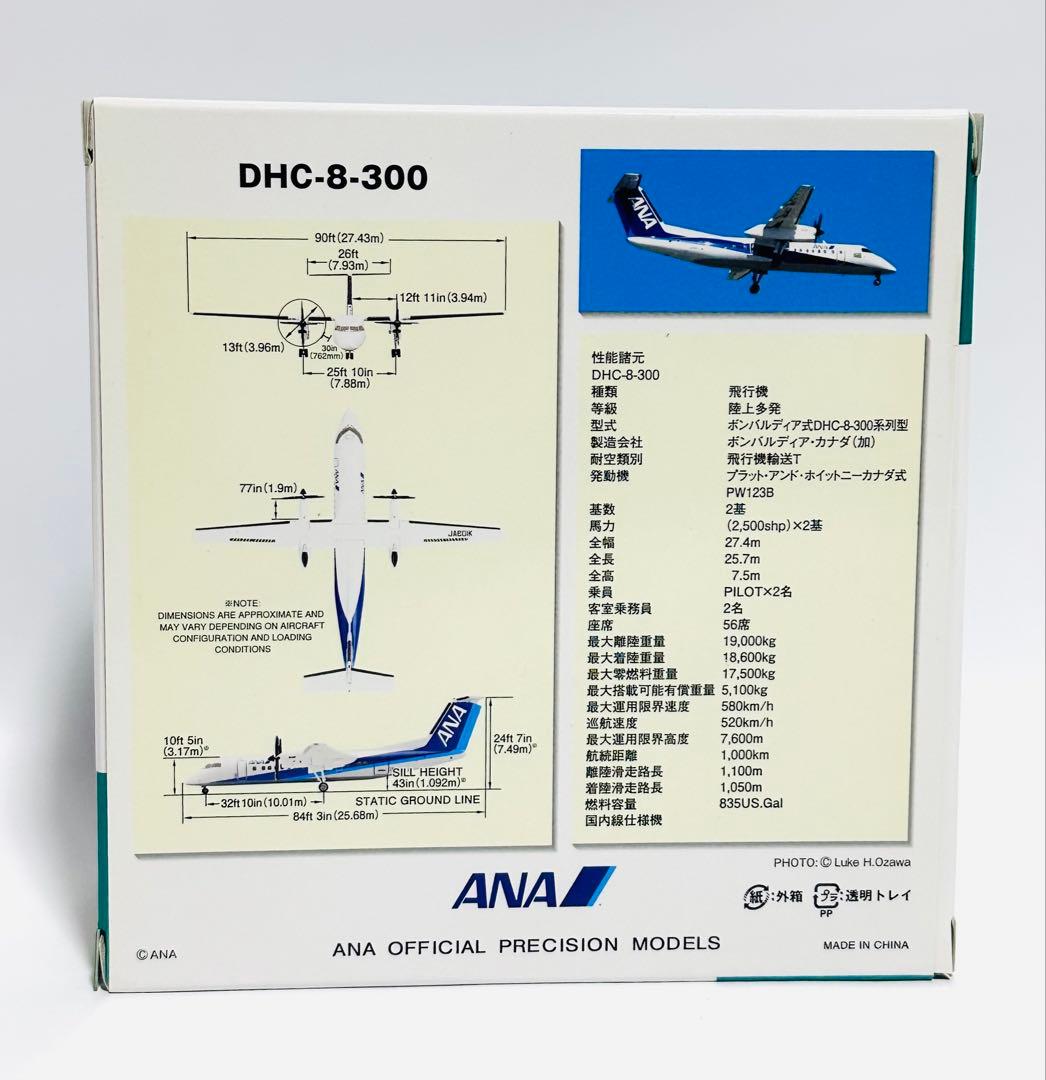 DHC-8-300
90ft(27.43m)
26ft
(7.93m)
12ft 11in(3.94m)
13ft(3.96m)
30in
(762mm)
25ft 10in
(7.88m)
77in(1.9m)
ANA
JA801K
※NOTE:
DIMENSIONS ARE APPROXIMATE AND
MAY VARY DEPENDING ON AIRCRAFT
CONFIGURATION AND LOADING
CONDITIONS
ANA
10ft 5in
(3.17m)
24ft 7in
(7.49m)
SILL HEIGHT
43in(1.092m)
32ft10in(10.01m)
STATIC GROUND LINE
84ft 3in(25.68m)
ANA
ANA
性能諸元
DHC-8-300
種類 飛行機
等級 陸上多発
型式 ボンバルディア式DHC-8-300系列型
製造会社 ボンバルディア・カナダ(加)
耐空類別 飛行機輸送T
発動機 プラット・アンド・ホイットニーカナダ式
PW123B
基数 2基
馬力 (2,500shp)×2基
全幅 27.4m
全長 25.7m
全高 7.5m
乗員 PILOT×2名
客室乗務員 2名
座席 56席
最大離陸重量 19,000kg
最大着陸重量 18,600kg
最大零燃料重量 17,500kg
最大搭載可能有償重量 5,100kg
最大運用限界速度 580km/h
巡航速度 520km/h
最大運用限界高度 7,600m
航続距離 1,000km
離陸滑走路長 1,100m
着陸滑走路長 1,050m
燃料容量 835US.Gal
国内線仕様機
PHOTO:©Luke H.Ozawa
紙:外箱 プラ:透明トレイ
PP
ANA
ANA OFFICIAL PRECISION MODELS
©ANA
MADE IN CHINA